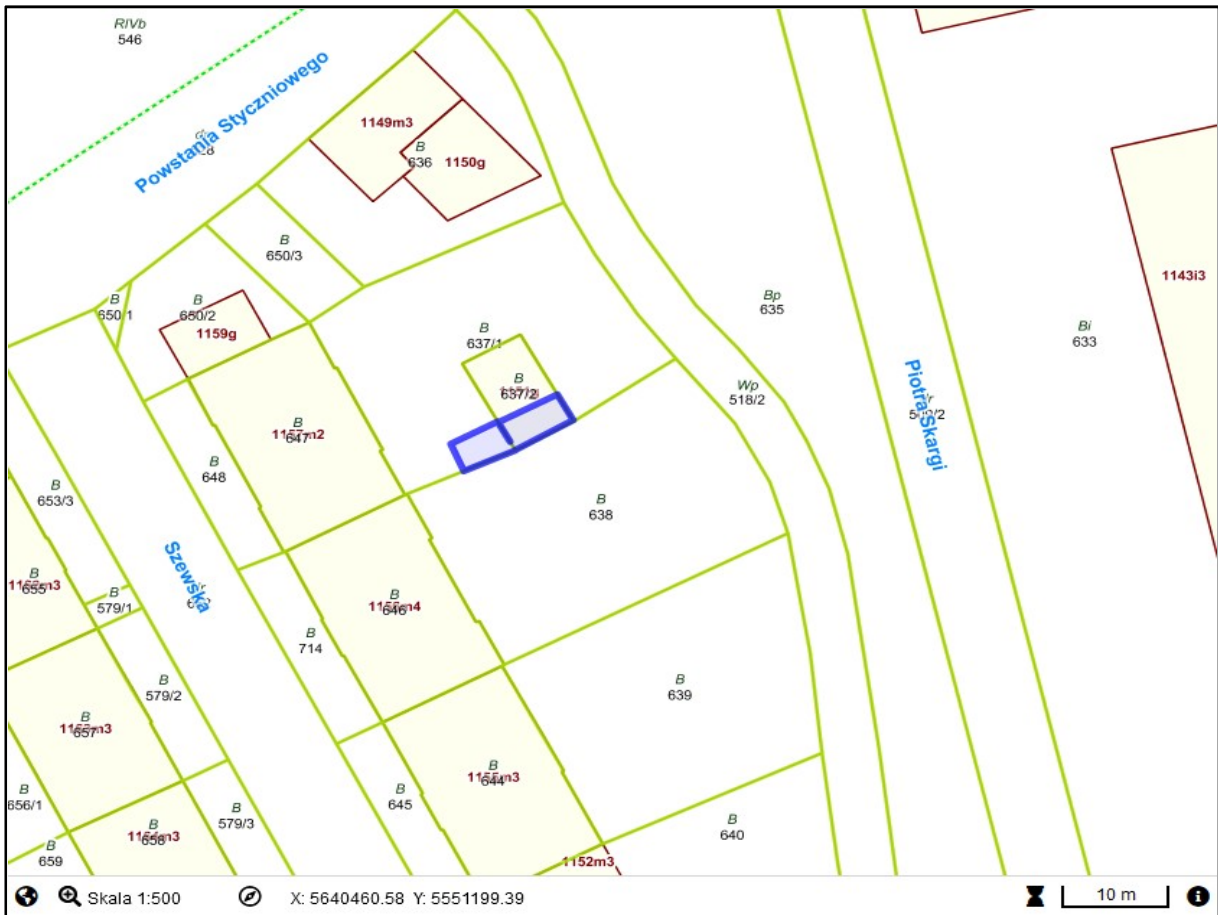 RIVb
546
Powstania Styczniowego
1149m3
B
636
1150g
B
650/3
B
650/1
B
650/2
1159g
B
637/1
Bp
635
1143i3
Bi
633
B
637/2
Wp
518/2
Piotra Skargi
B
647
B
648
B
638
B
653/3
Szewska
B
655
B
579/1
B
646
B
714
B
639
B
579/2
B
657
B
644
B
645
B
656/1
B
579/3
B
658
B
640
B
659
1152m3
Skala 1:500
X: 5640460.58 Y: 5551199.39
10 m